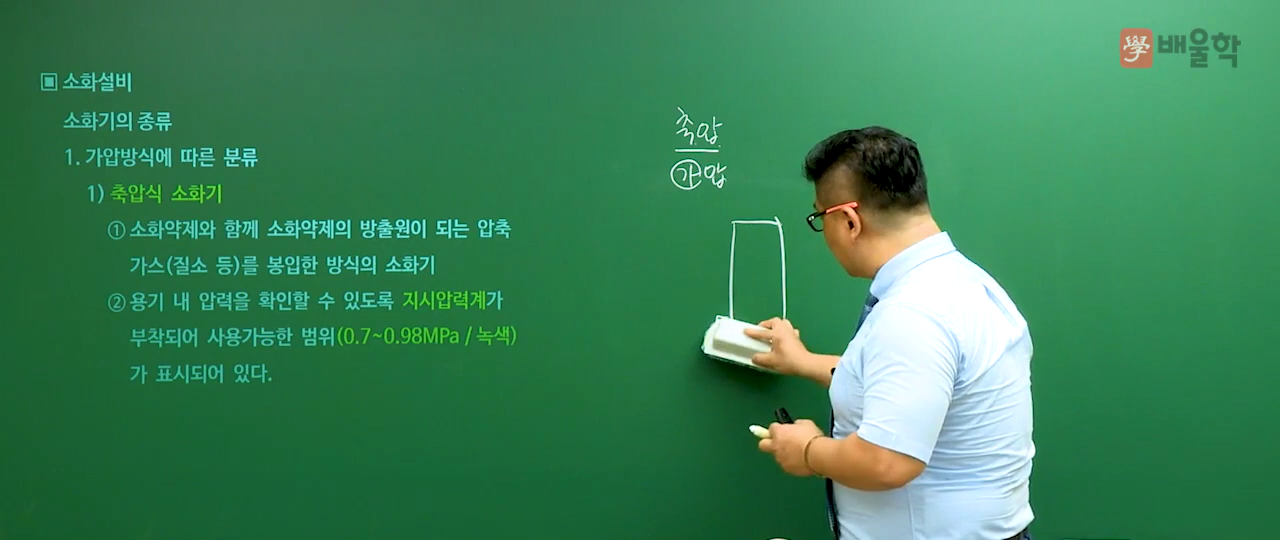 學 배울학
▣ 소화설비
소화기의 종류
1. 가압방식에 따른 분류
1) 축압식 소화기
① 소화약제와 함께 소화약제의 방출원이 되는 압축
가스(질소 등)를 봉입한 방식의 소화기
② 용기 내 압력을 확인할 수 있도록 지시압력계가
부착되어 사용가능한 범위(0.7~0.98MPa / 녹색)
가 표시되어 있다.
축압
가압